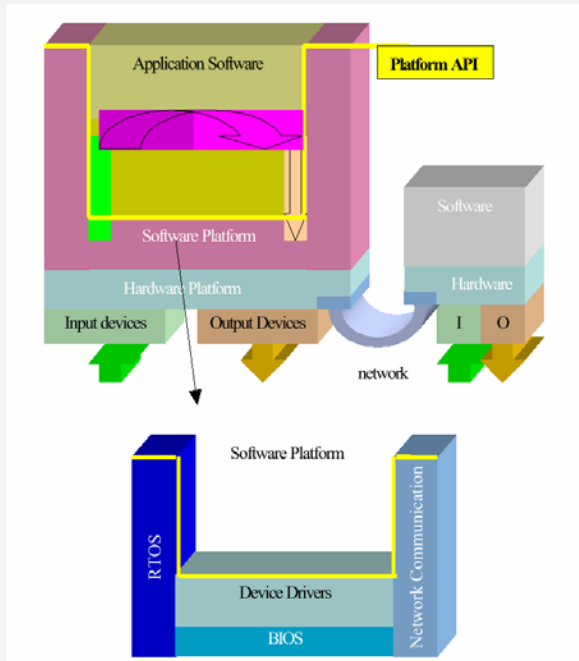 Application Software
Platform API
Software Platform
Hardware Platform
Input devices
Output Devices
Software
Hardware
I
O
network
Software Platform
RTOS
Device Drivers
BIOS
Network Communication